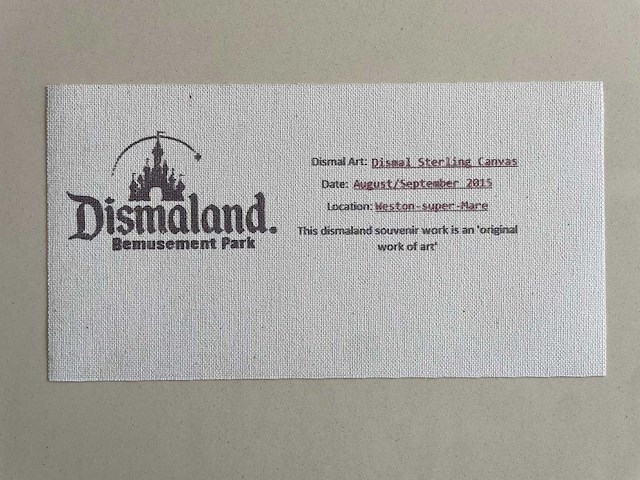 Dismaland.
Bemusement Park
Dismal Art: Dismal Sterling Canvas
Date: August/September 2015
Location: Weston-super-Mare
This dismaland souvenir work is an 'original
work of art'